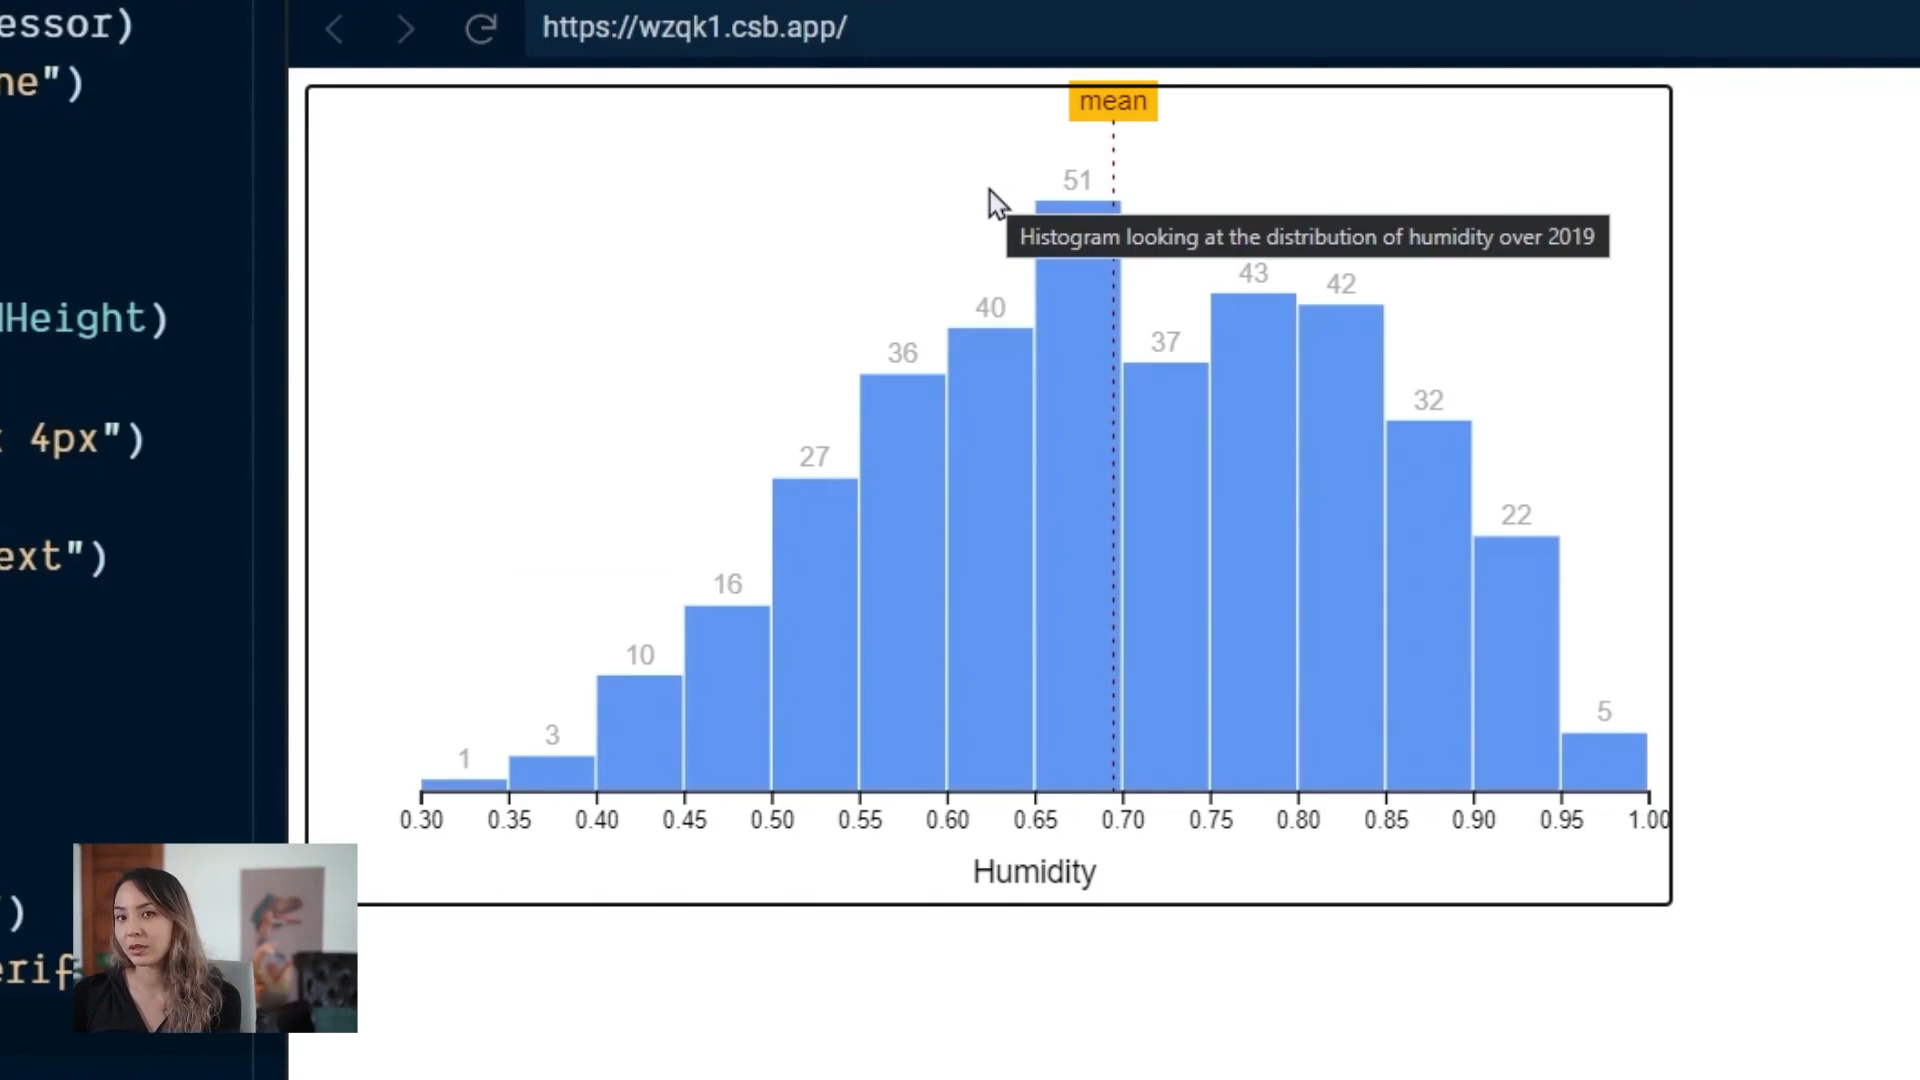 essor)
ne")
Height)
4px")
ext")
)
erif
https://wzqk1.csb.app/
mean
51
Histogram looking at the distribution of humidity over 2019
43
42
40
37
36
32
27
22
16
10
5
3
1
0.30 0.35 0.40 0.45 0.50 0.55 0.60 0.65 0.70 0.75 0.80 0.85 0.90 0.95 1.00
Humidity